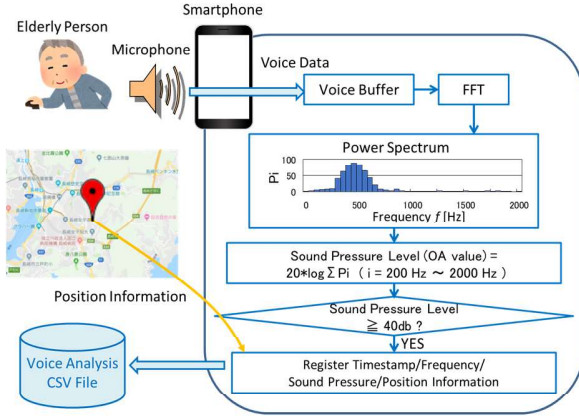 Smartphone
Elderly Person
Microphone
Voice Data
Voice Buffer
FFT
Power Spectrum
Pi
100
50
0
0
500
1000
1500
2000
Frequency f [Hz]
Sound Pressure Level (OA value) =
20*log Σ Pi ( i = 200 Hz ～ 2000 Hz )
Position Information
Sound Pressure Level
≧ 40db ?
YES
Voice Analysis
CSV File
Register Timestamp/Frequency/
Sound Pressure/Position Information